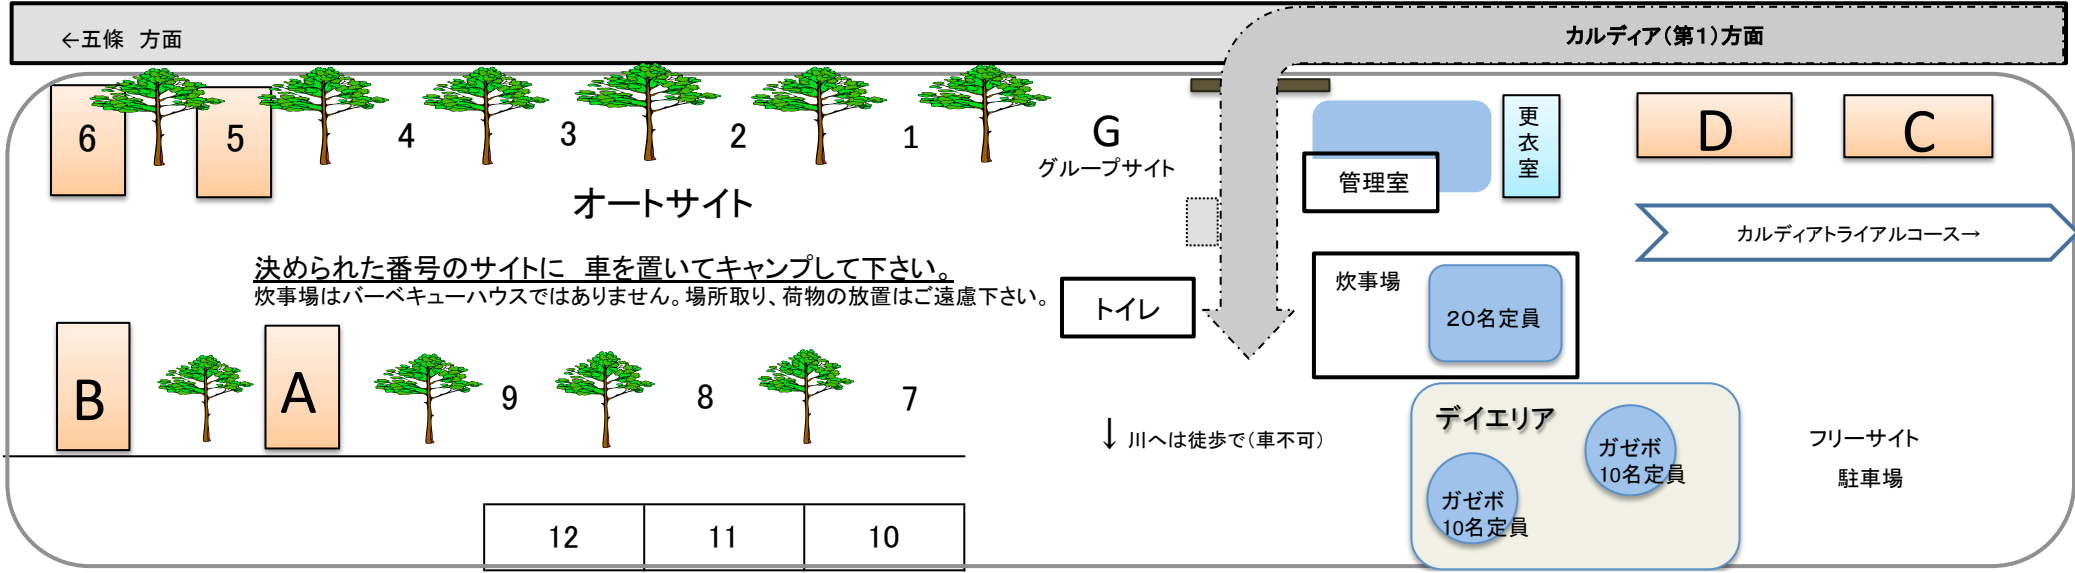 ←五條 方面
カルディア(第1)方面
6
5
4
3
2
1
G
グループサイト
管理室
更衣室
D
C
オートサイト
カルディアトライアルコース→
決められた番号のサイトに 車を置いてキャンプして下さい。
炊事場はバーベキューハウスではありません。場所取り、荷物の放置はご遠慮下さい。
トイレ
炊事場
20名定員
B
A
9
8
7
↓ 川へは徒歩で(車不可)
デイエリア
ガゼボ
10名定員
ガゼボ
10名定員
フリーサイト
駐車場
12
11
10